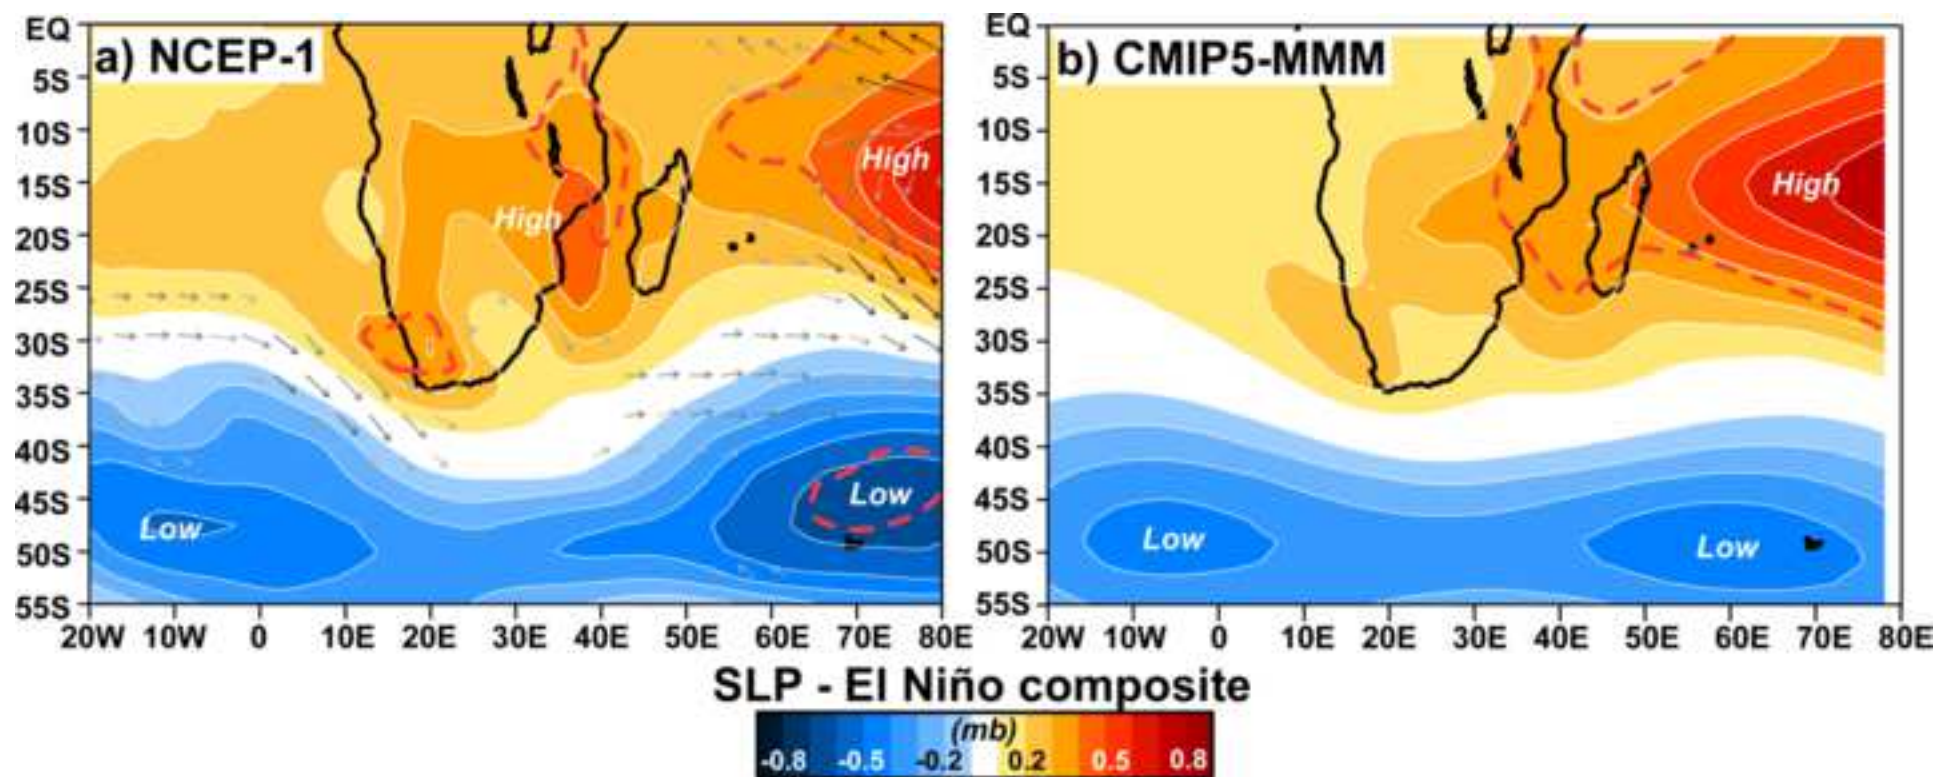 a) NCEP-1
EQ
5S
10S
15S
20S
25S
30S
35S
40S
45S
50S
55S
High
High
Low
Low
20W 10W 0 10E 20E 30E 40E 50E 60E 70E 80E
b) CMIP5-MMM
EQ
5S
10S
15S
20S
25S
30S
35S
40S
45S
50S
55S
High
Low
Low
20W 10W 0 10E 20E 30E 40E 50E 60E 70E 80E
SLP - El Niño composite
(mb)
-0.8 -0.5 -0.2 0.2 0.5 0.8